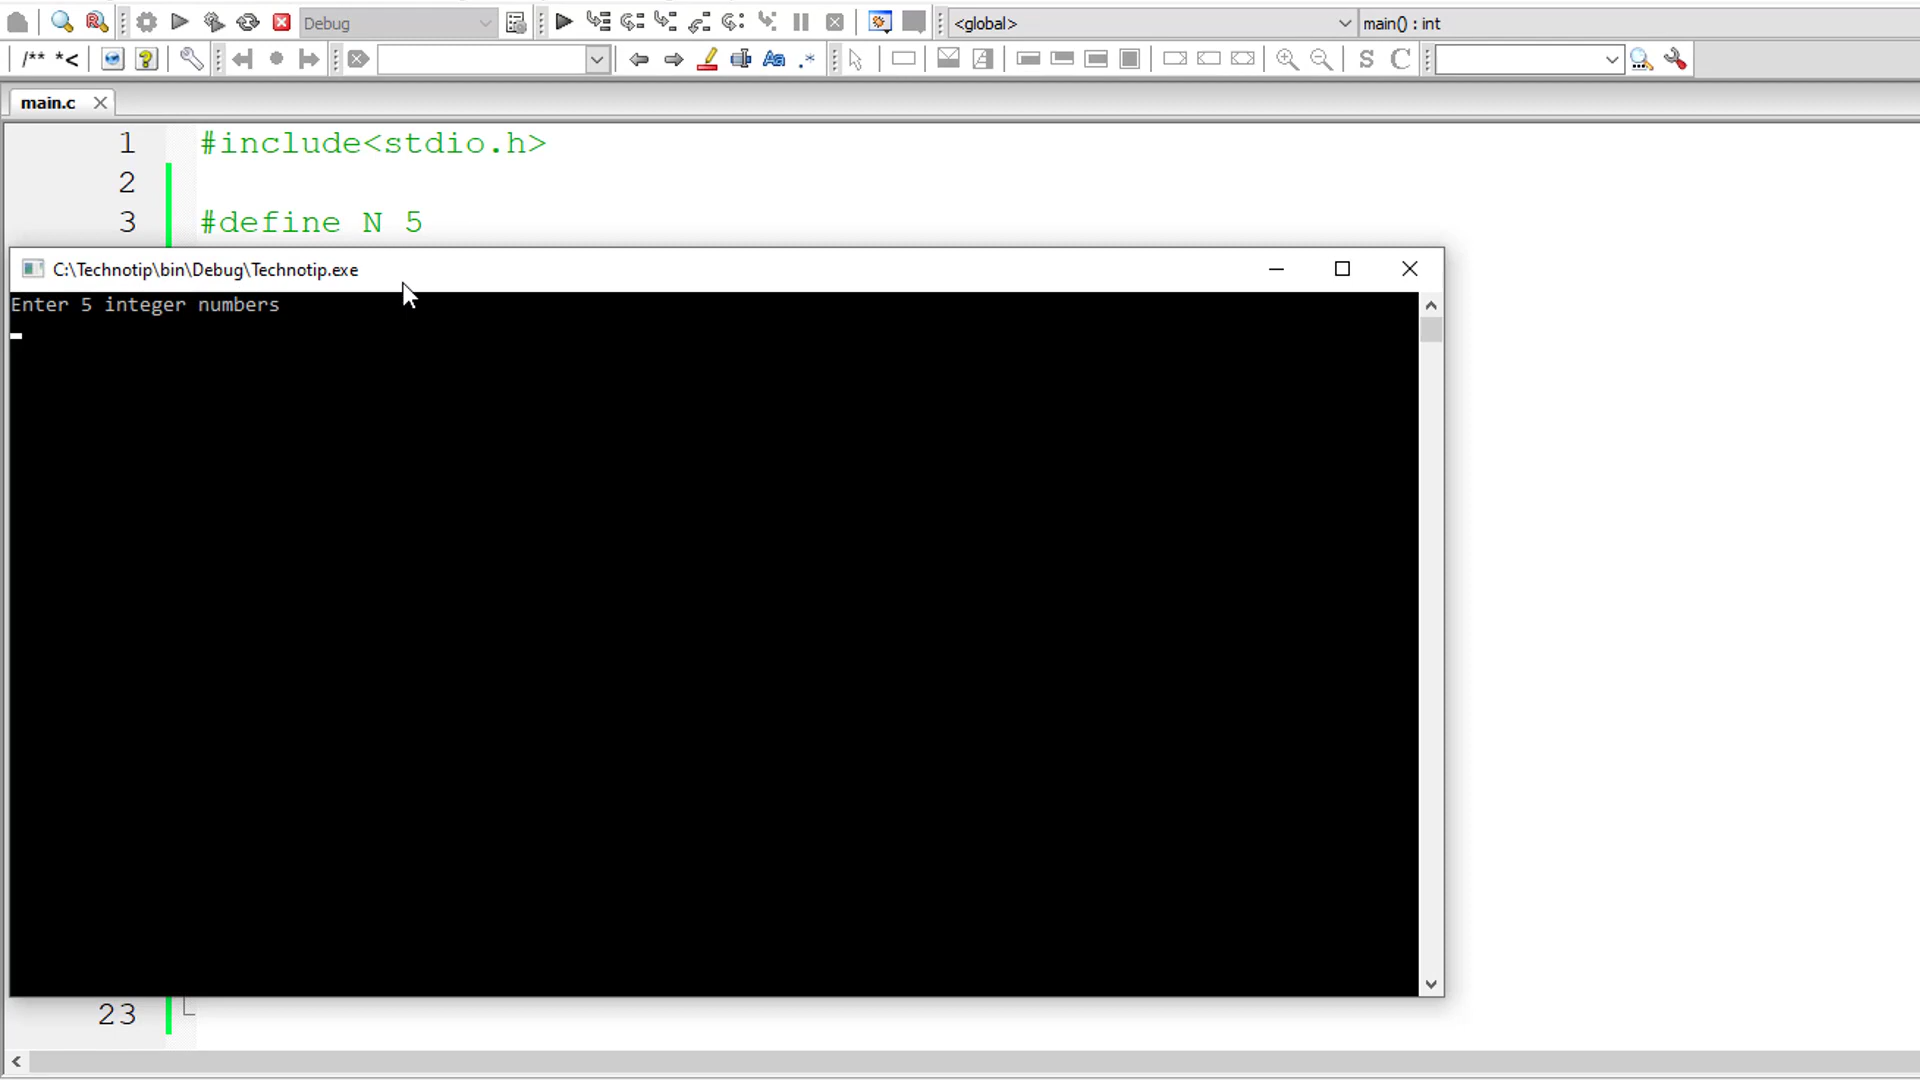 Debug
<global>
main() : int
/** *<
Aa
.*
S
C
main.c
1 #include<stdio.h>
2
3 #define N 5
C:\Technotip\bin\Debug\Technotip.exe
Enter 5 integer numbers
23